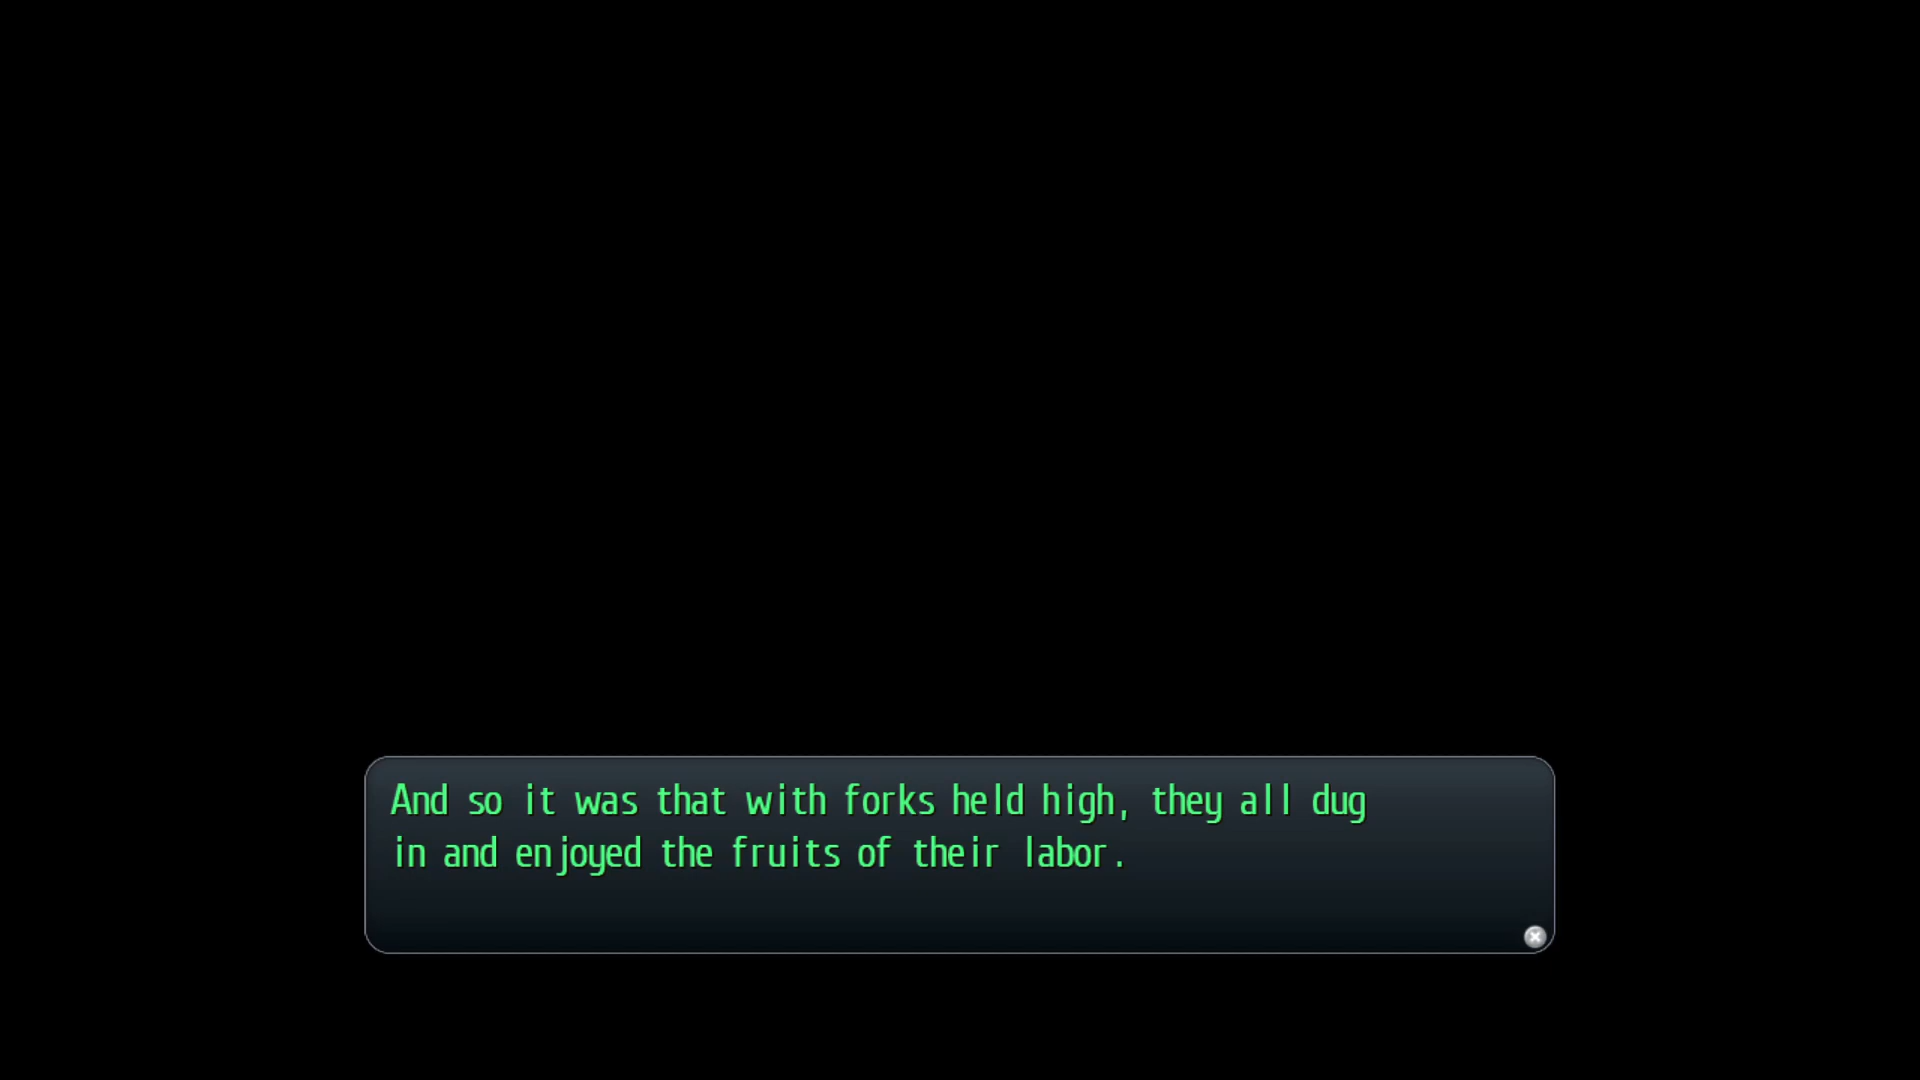 And so it was that with forks held high, they all dug
in and enjoyed the fruits of their labor.